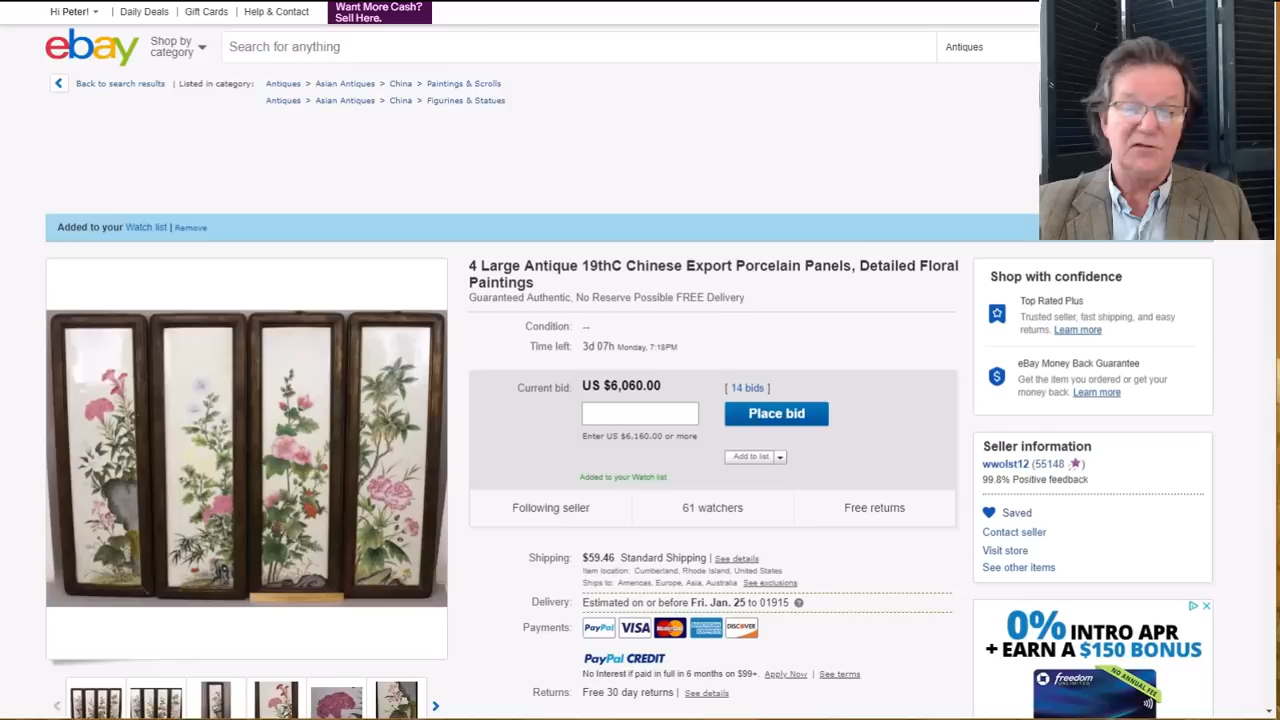 Hi Peter!
Daily Deals
Gift Cards
Help & Contact
Want More Cash?
Sell Here.
ebay
Shop by
category
Search for anything
Antiques
Back to search results
Listed in category:
Antiques > Asian Antiques > China > Paintings & Scrolls
Antiques > Asian Antiques > China > Figurines & Statues
Added to your Watch list | Remove
4 Large Antique 19thC Chinese Export Porcelain Panels, Detailed Floral
Paintings
Guaranteed Authentic, No Reserve Possible FREE Delivery
Condition: --
Time left: 3d 07h Monday, 7:18PM
Current bid: US $6,060.00 [ 14 bids ]
Place bid
Enter US $6,160.00 or more
Add to list
Added to your Watch list
Following seller
61 watchers
Free returns
Shipping: $59.46 Standard Shipping | See details
Item location: Cumberland, Rhode Island, United States
Ships to: Americas, Europe, Asia, Australia See exclusions
Delivery: Estimated on or before Fri. Jan. 25 to 01915
Payments: PayPal VISA MasterCard AMERICAN EXPRESS DISCOVER
PayPal CREDIT
No Interest if paid in full in 6 months on $99+. Apply Now | See terms
Returns: Free 30 day returns | See details
Shop with confidence
Top Rated Plus
Trusted seller, fast shipping, and easy
returns. Learn more
eBay Money Back Guarantee
Get the item you ordered or get your
money back. Learn more
Seller information
wwolst12 (55148)
99.8% Positive feedback
Saved
Contact seller
Visit store
See other items
0% INTRO APR
+ EARN A $150 BONUS
freedom
UNLIMITED
NO ANNUAL FEE